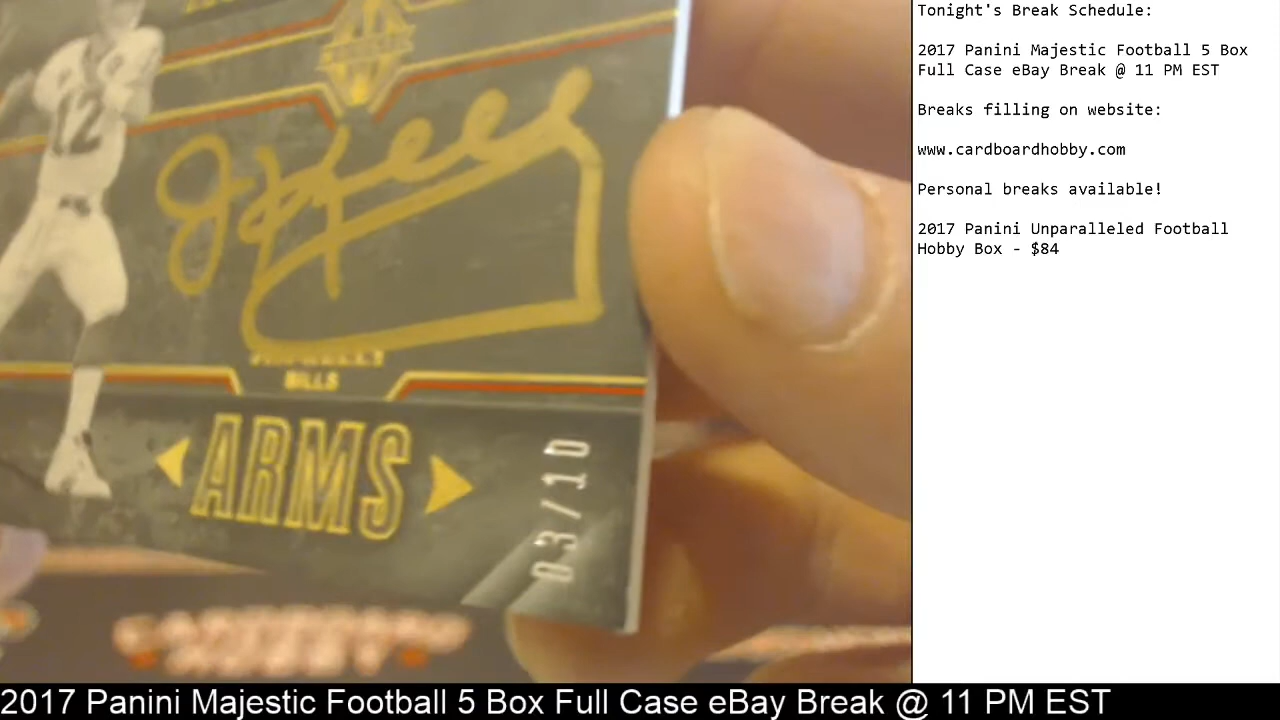 Tonight's Break Schedule:
2017 Panini Majestic Football 5 Box
Full Case eBay Break @ 11 PM EST
Breaks filling on website:
www.cardboardhobby.com
Personal breaks available!
2017 Panini Unparalleled Football
Hobby Box - $84
12
BILLS
ARMS
03/10
2017 Panini Majestic Football 5 Box Full Case eBay Break @ 11 PM EST